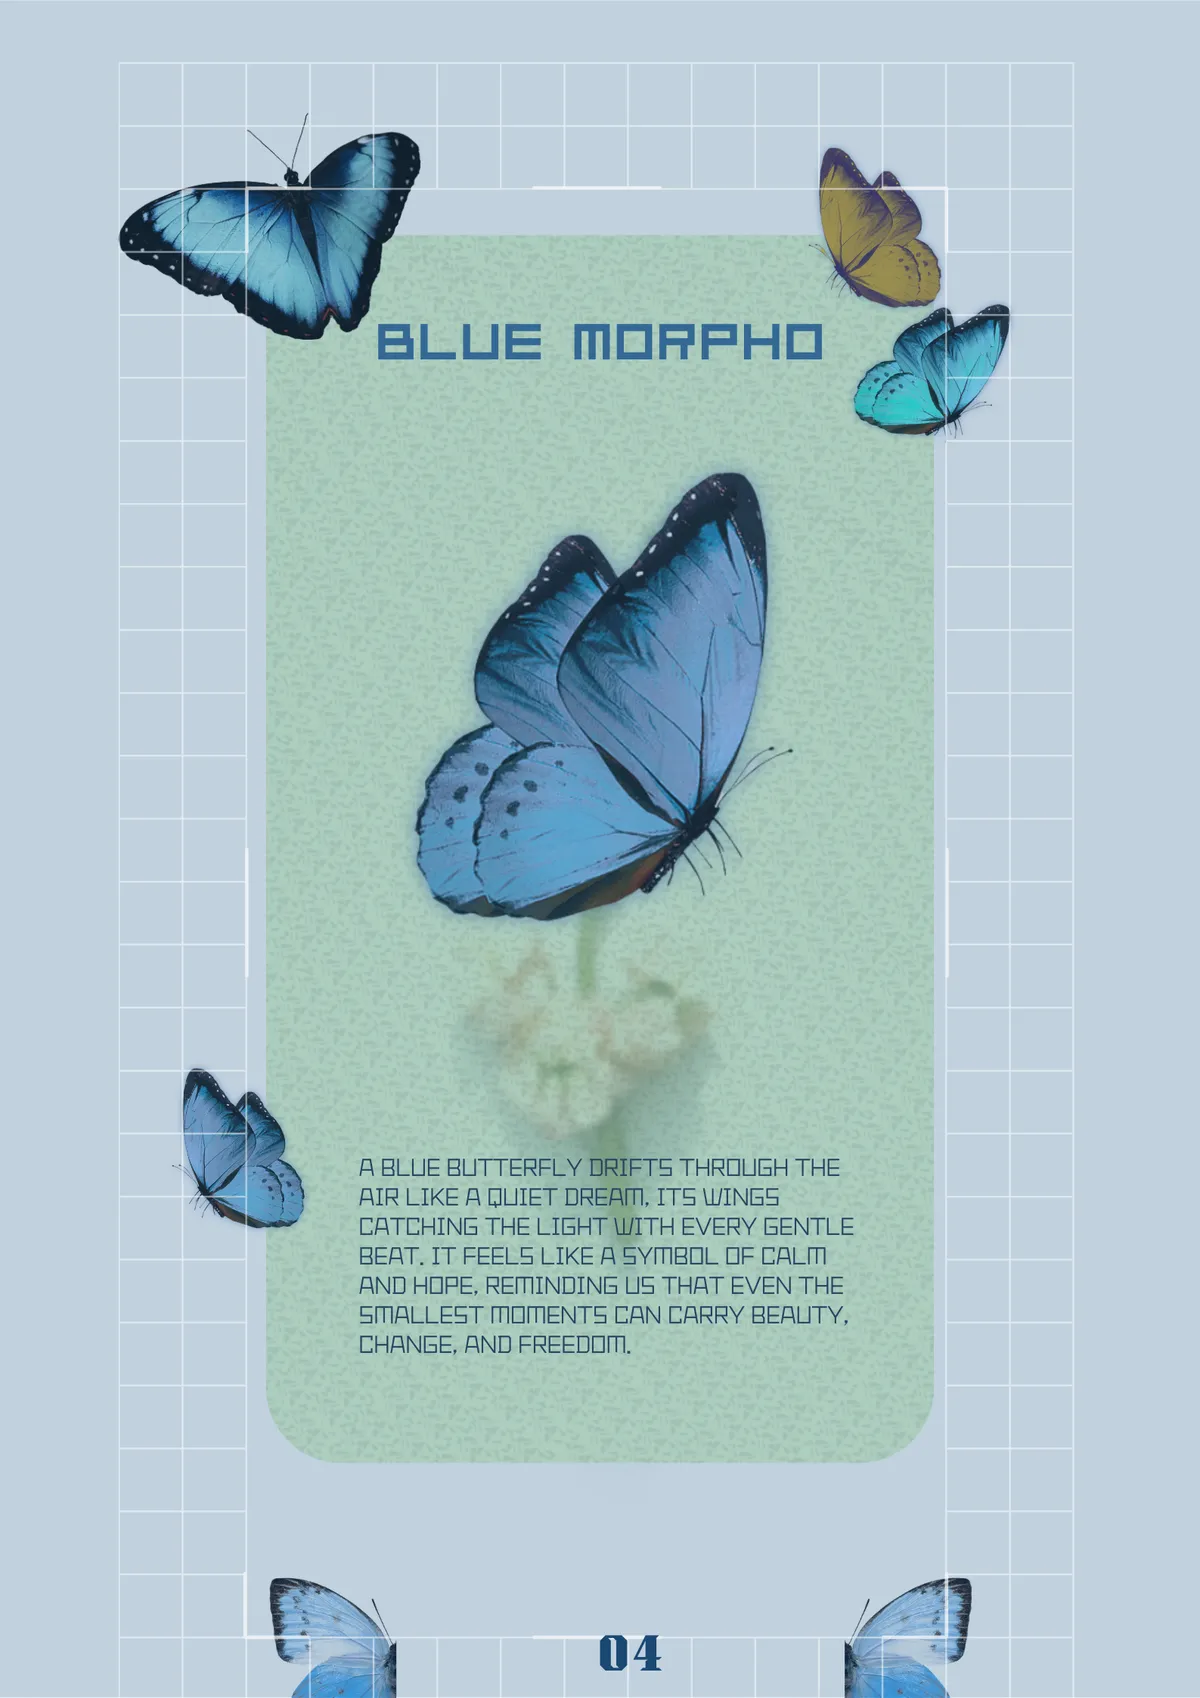 BLUE MORPHO
A BLUE BUTTERFLY DRIFTS THROUGH THE
AIR LIKE A QUIET DREAM, ITS WINGS
CATCHING THE LIGHT WITH EVERY GENTLE
BEAT. IT FEELS LIKE A SYMBOL OF CALM
AND HOPE, REMINDING US THAT EVEN THE
SMALLEST MOMENTS CAN CARRY BEAUTY,
CHANGE, AND FREEDOM.
04